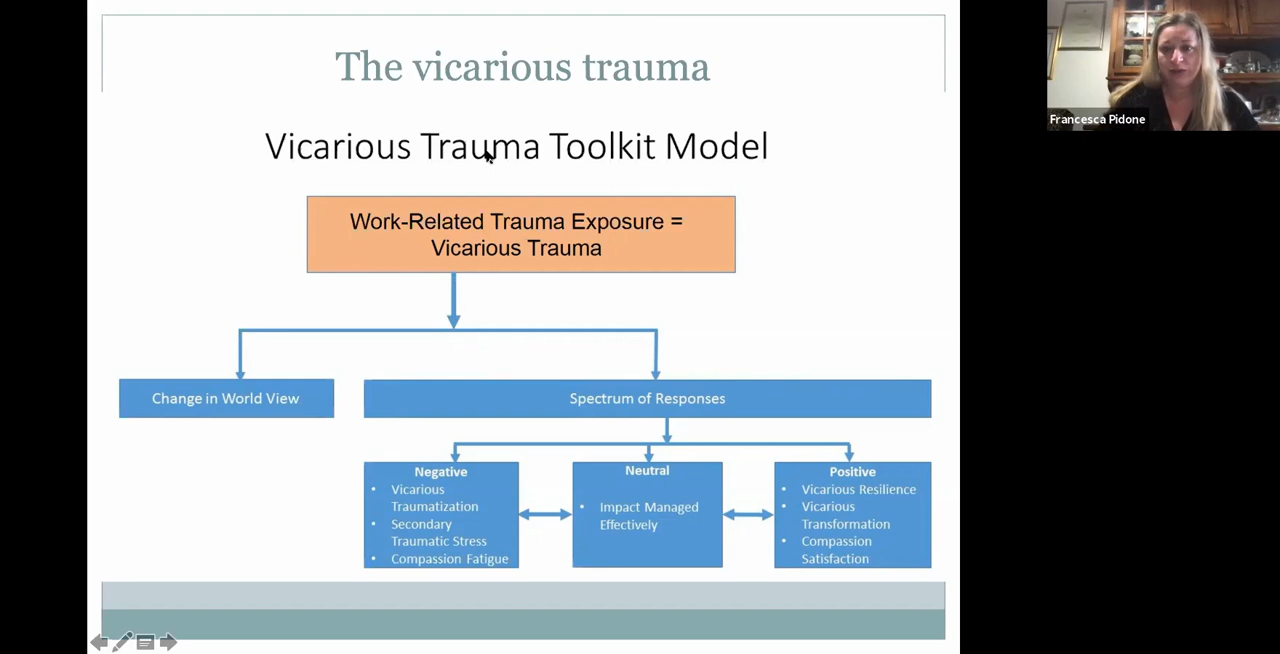 The vicarious trauma
Vicarious Trauma Toolkit Model
Work-Related Trauma Exposure =
Vicarious Trauma
Change in World View
Spectrum of Responses
Negative
• Vicarious
Traumatization
• Secondary
Traumatic Stress
• Compassion Fatigue
Neutral
• Impact Managed
Effectively
Positive
• Vicarious Resilience
• Vicarious
Transformation
• Compassion
Satisfaction
Francesca Pidone